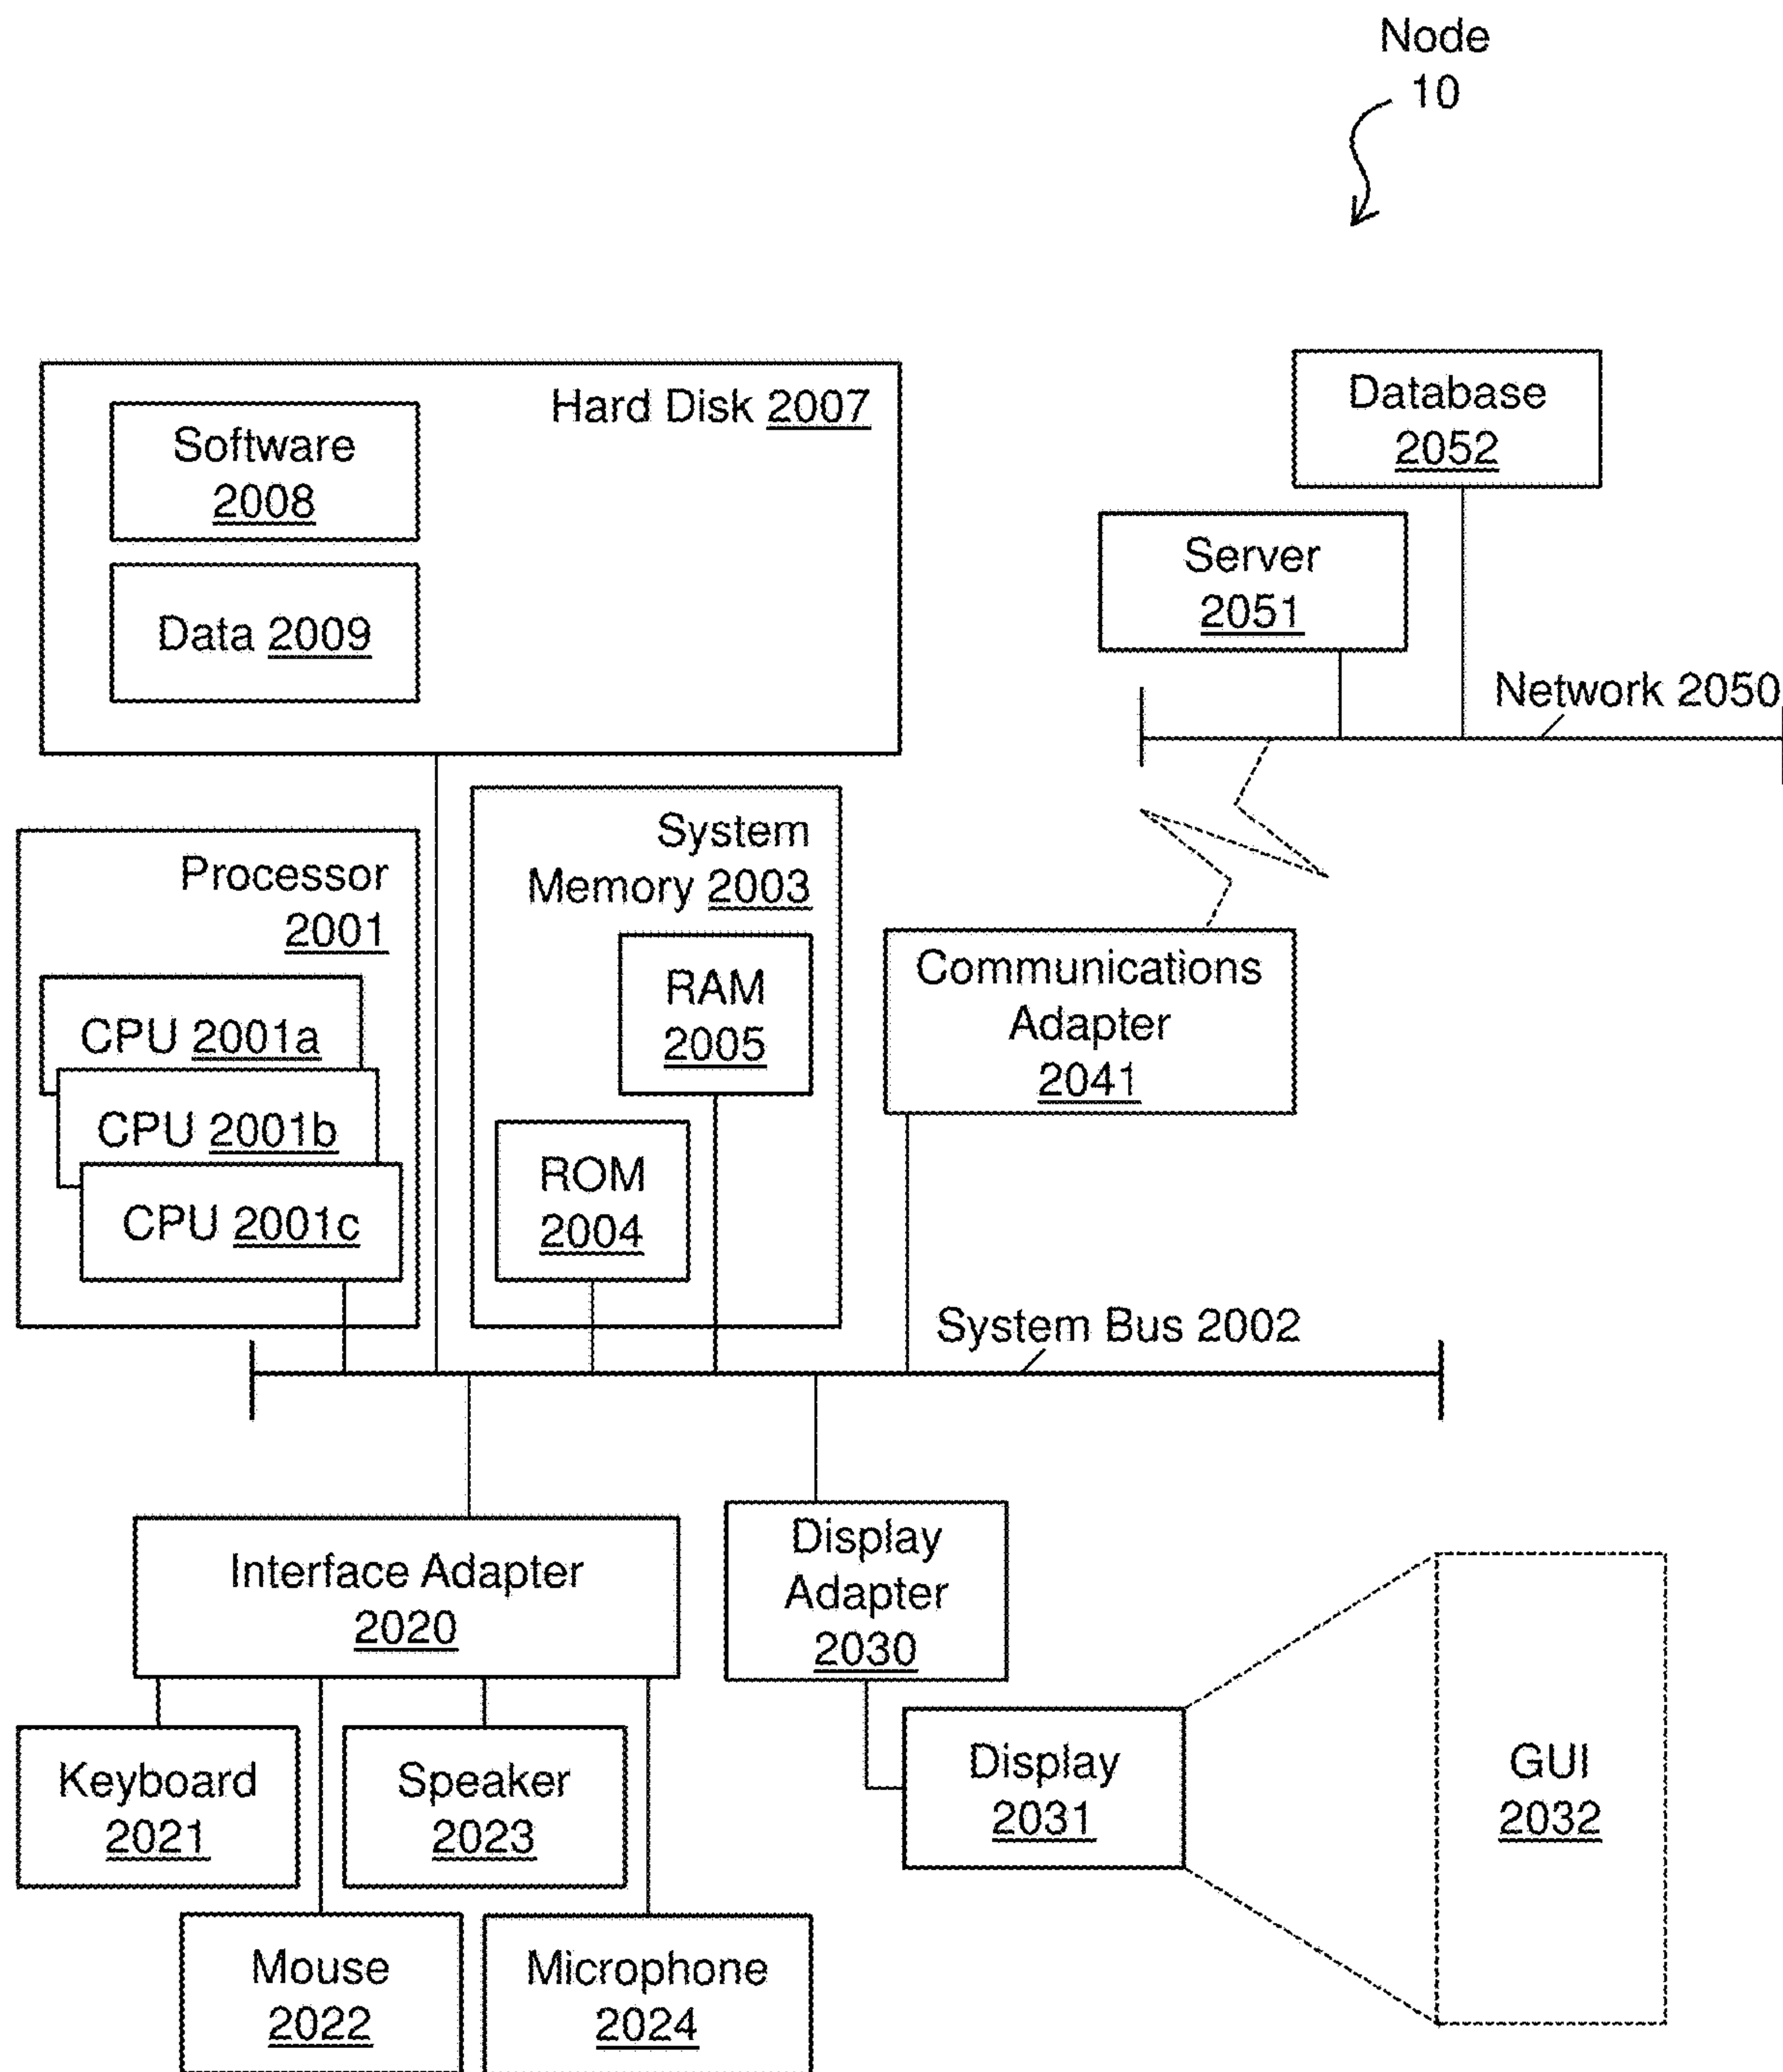 Node
10
Hard Disk 2007
Software
2008
Data 2009
Database
2052
Server
2051
Network 2050
Processor
2001
CPU 2001a
CPU 2001b
CPU 2001c
System
Memory 2003
RAM
2005
ROM
2004
Communications
Adapter
2041
System Bus 2002
Interface Adapter
2020
Display
Adapter
2030
Keyboard
2021
Speaker
2023
Mouse
2022
Microphone
2024
Display
2031
GUI
2032